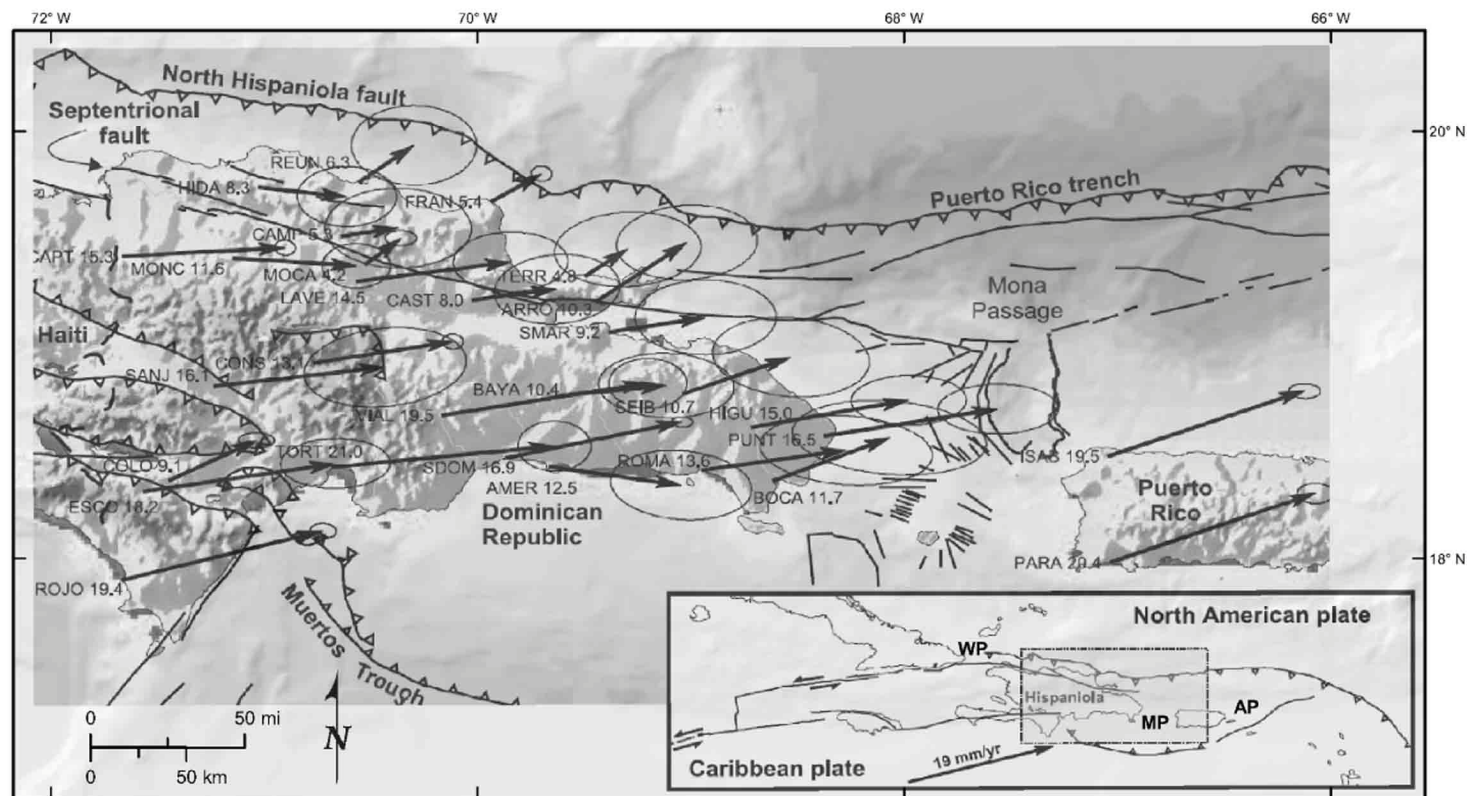 72° W
70° W
68° W
66° W
North Hispaniola fault
Septentrional
fault
20° N
REUN 6.3
HIDA 8.3
FRAN 5.4
Puerto Rico trench
CAMP 5.3
CAPT 15.3
MONC 11.6
MOCA 4.2
TERR 4.8
LAVE 14.5
CAST 8.0
ARRO 10.3
Mona
Passage
SMAR 9.2
Haiti
CONS 13.1
SANJ 16.1
BAYA 10.4
VIAL 19.5
SEIB 10.7
HIGU 15.0
PUNT 16.5
TORT 21.0
COLO 9.1
SDOM 16.9
ROMA 13.6
ISAB 19.5
AMER 12.5
BOCA 11.7
ESCO 18.2
Dominican
Republic
Puerto
Rico
PARA 20.4
18° N
ROJO 19.4
Muertos Trough
0 50 mi
0 50 km
N
North American plate
WP
Hispaniola
MP
AP
19 mm/yr
Caribbean plate